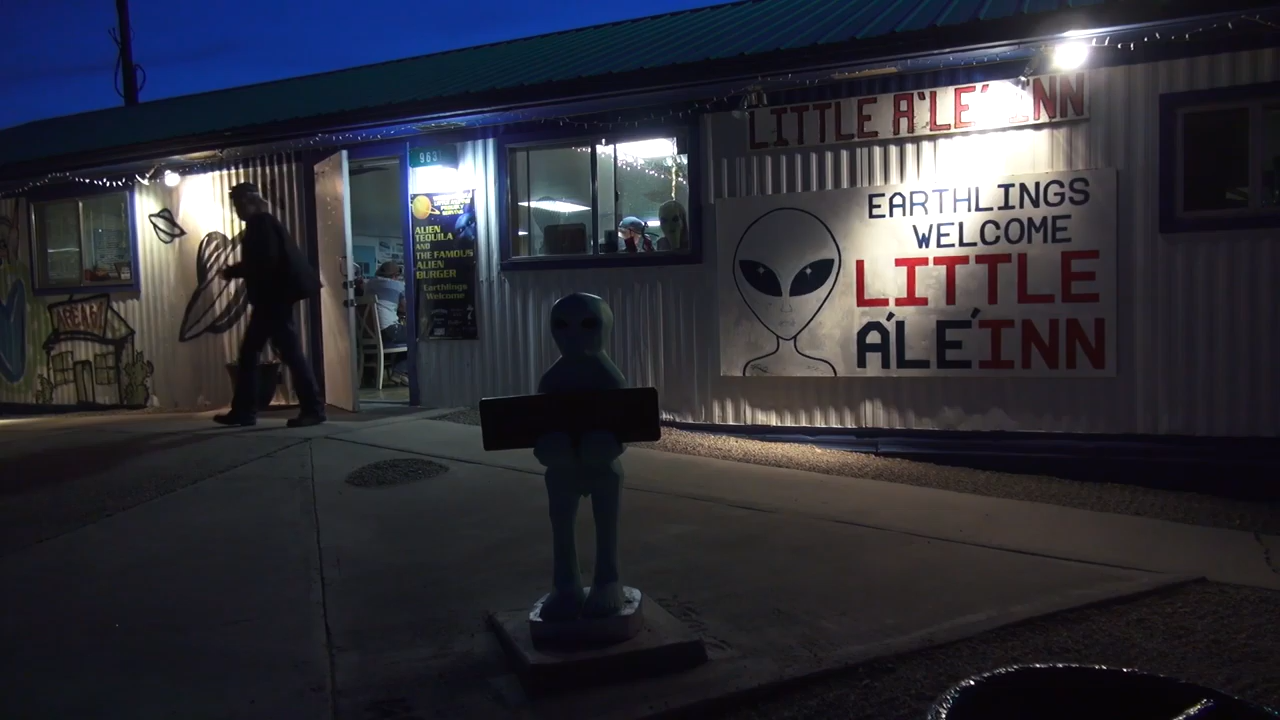 LITTLE A'LE' INN
EARTHLINGS
WELCOME
LITTLE
A'LE'INN
963
ALIEN
TEQUILA
AND
THE FAMOUS
ALIEN
BURGER
Earthlings
Welcome
AREA 51